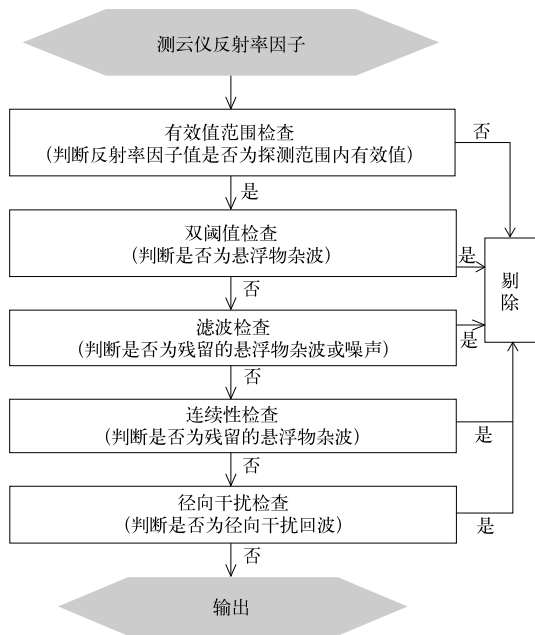 测云仪反射率因子
有效值范围检查
(判断反射率因子值是否为探测范围内有效值)
否
是
双阈值检查
(判断是否为悬浮物杂波)
是
剔
除
否
滤波检查
(判断是否为残留的悬浮物杂波或噪声)
是
否
连续性检查
(判断是否为残留的悬浮物杂波)
是
否
径向干扰检查
(判断是否为径向干扰回波)
是
否
输出